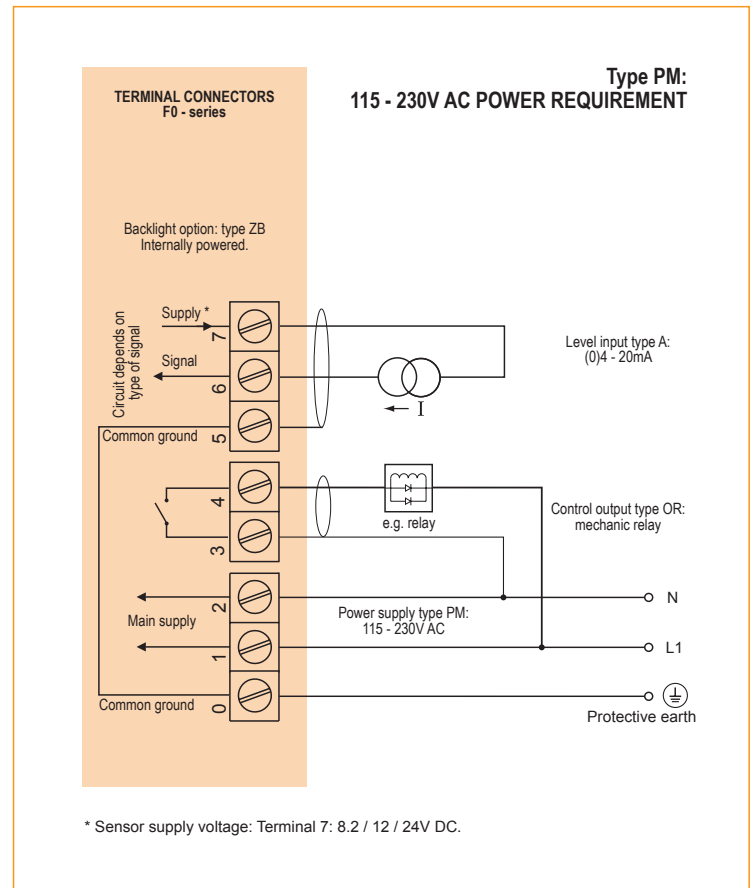 Type PM:
115 - 230V AC POWER REQUIREMENT
TERMINAL CONNECTORS
F0 - series
Backlight option: type ZB
Internally powered.
Circuit depends on
type of signal
Supply *
7
Level input type A:
(0)4 - 20mA
Signal
6
I
Common ground
5
4
e.g. relay
Control output type OR:
mechanic relay
3
2
Main supply
Power supply type PM:
115 - 230V AC
N
1
L1
Common ground
0
Protective earth
* Sensor supply voltage: Terminal 7: 8.2 / 12 / 24V DC.